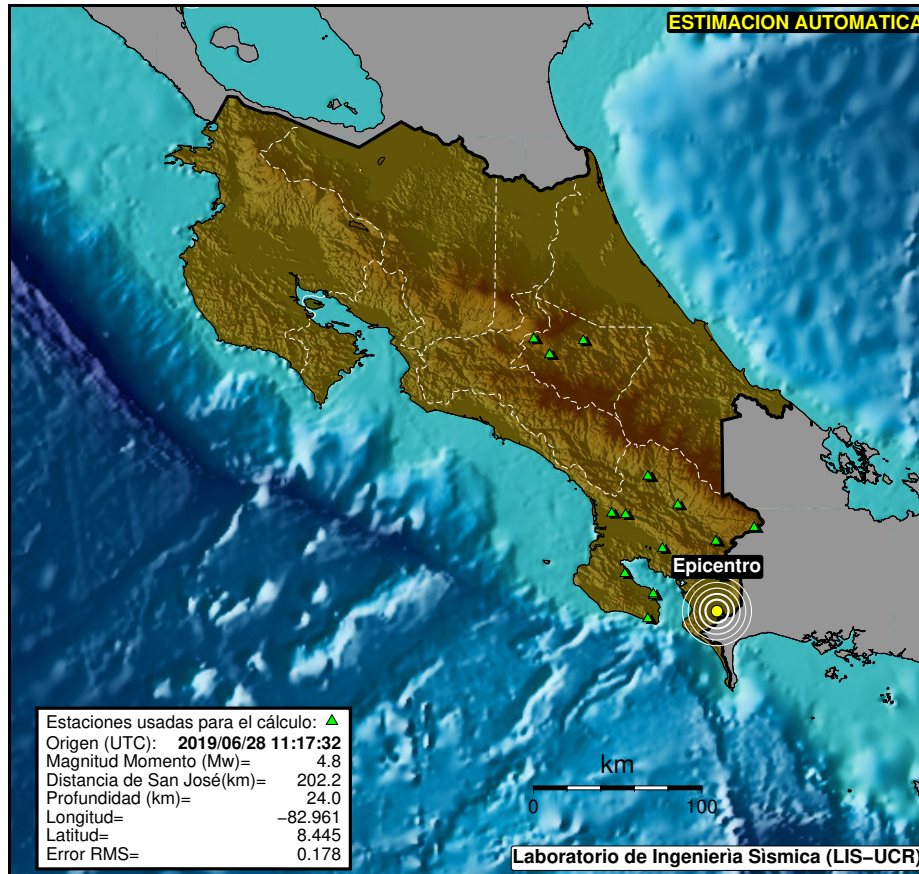 ESTIMACION AUTOMATICA
Epicentro
Estaciones usadas para el cálculo:
Origen (UTC): 2019/06/28 11:17:32
Magnitud Momento (Mw)= 4.8
Distancia de San José(km)= 202.2
Profundidad (km)= 24.0
Longitud= −82.961
Latitud= 8.445
Error RMS= 0.178
km
0 100
Laboratorio de Ingenierìa Sìsmica (LIS−UCR)